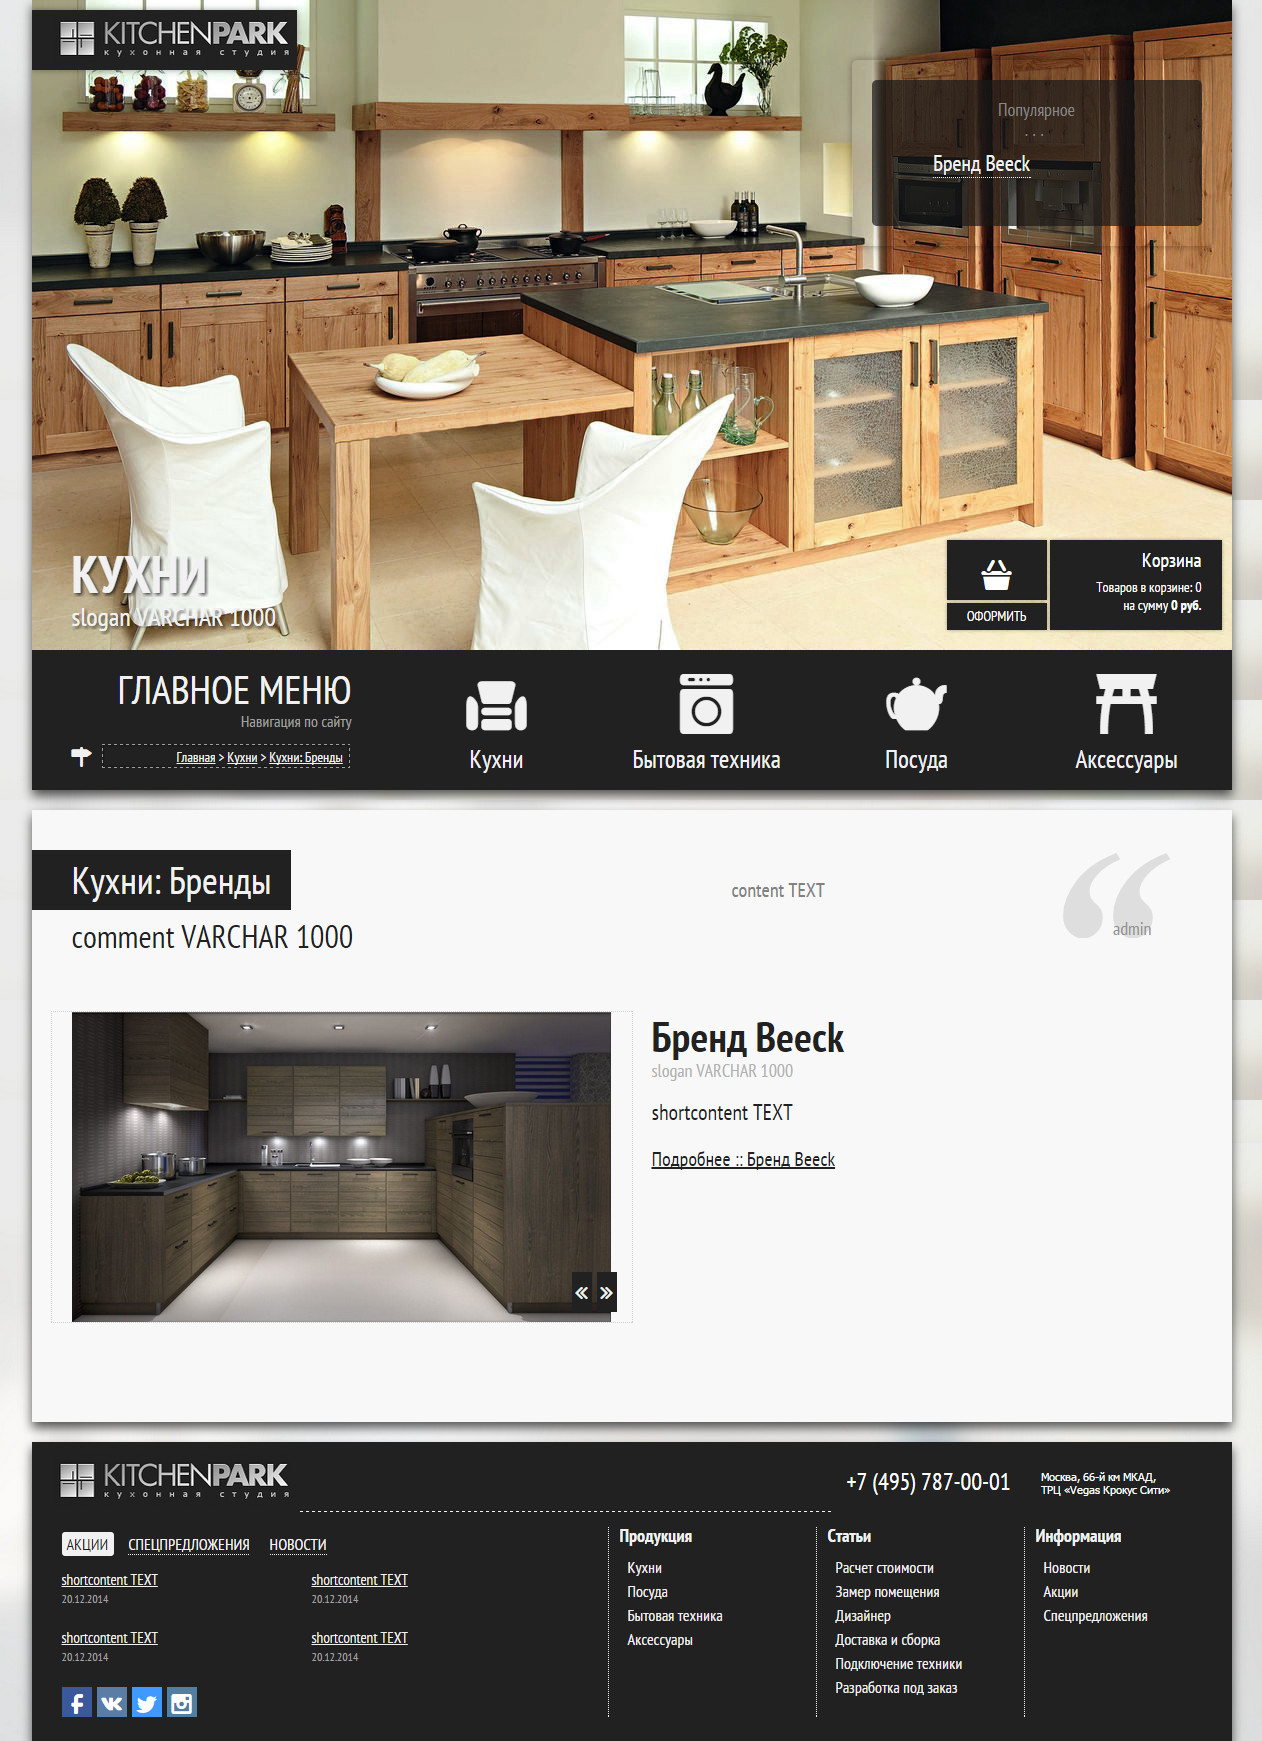 KITCHENPARK
кухонная студия
Популярное
...
Бренд Beeck
КУХНИ
slogan VARCHAR 1000
Корзина
Товаров в корзине: 0
на сумму 0 руб.
ОФОРМИТЬ
ГЛАВНОЕ МЕНЮ
Навигация по сайту
Главная > Кухни > Кухни: Бренды
Кухни
Бытовая техника
Посуда
Аксессуары
Кухни: Бренды
comment VARCHAR 1000
content TEXT
“
admin
Бренд Beeck
slogan VARCHAR 1000
shortcontent TEXT
Подробнее :: Бренд Beeck
« »
KITCHENPARK
кухонная студия
+7 (495) 787-00-01
Москва, 66-й км МКАД,
ТРЦ «Vegas Крокус Сити»
АКЦИИ СПЕЦПРЕДЛОЖЕНИЯ НОВОСТИ
shortcontent TEXT
20.12.2014
shortcontent TEXT
20.12.2014
shortcontent TEXT
20.12.2014
shortcontent TEXT
20.12.2014
Продукция
Кухни
Посуда
Бытовая техника
Аксессуары
Статьи
Расчет стоимости
Замер помещения
Дизайнер
Доставка и сборка
Подключение техники
Разработка под заказ
Информация
Новости
Акции
Спецпредложения